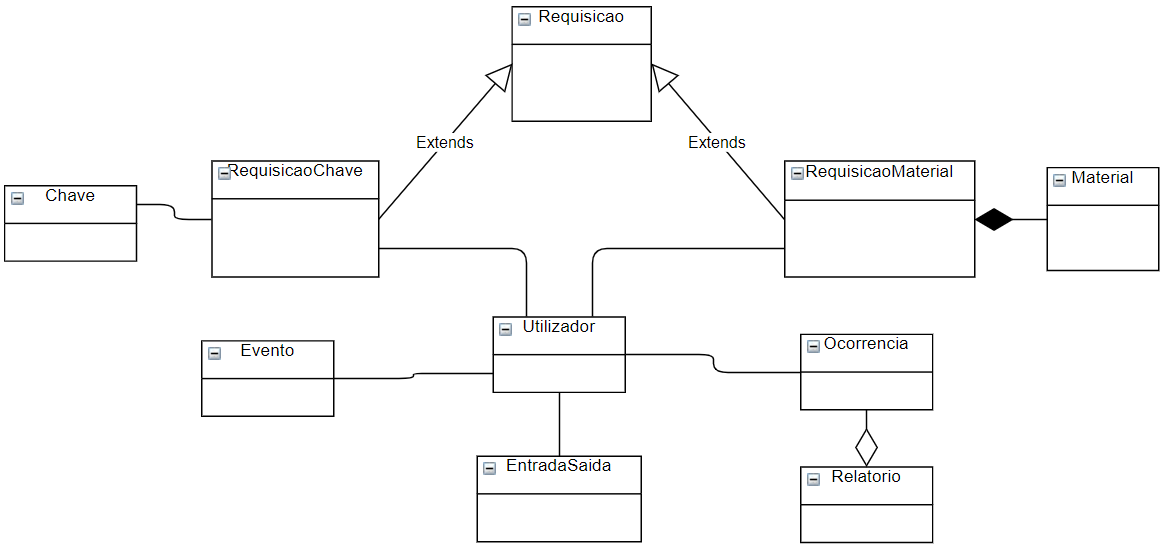 Requisicao
Extends
Extends
RequisicaoChave
RequisicaoMaterial
Material
Chave
Utilizador
Ocorrencia
Evento
EntradaSaida
Relatorio